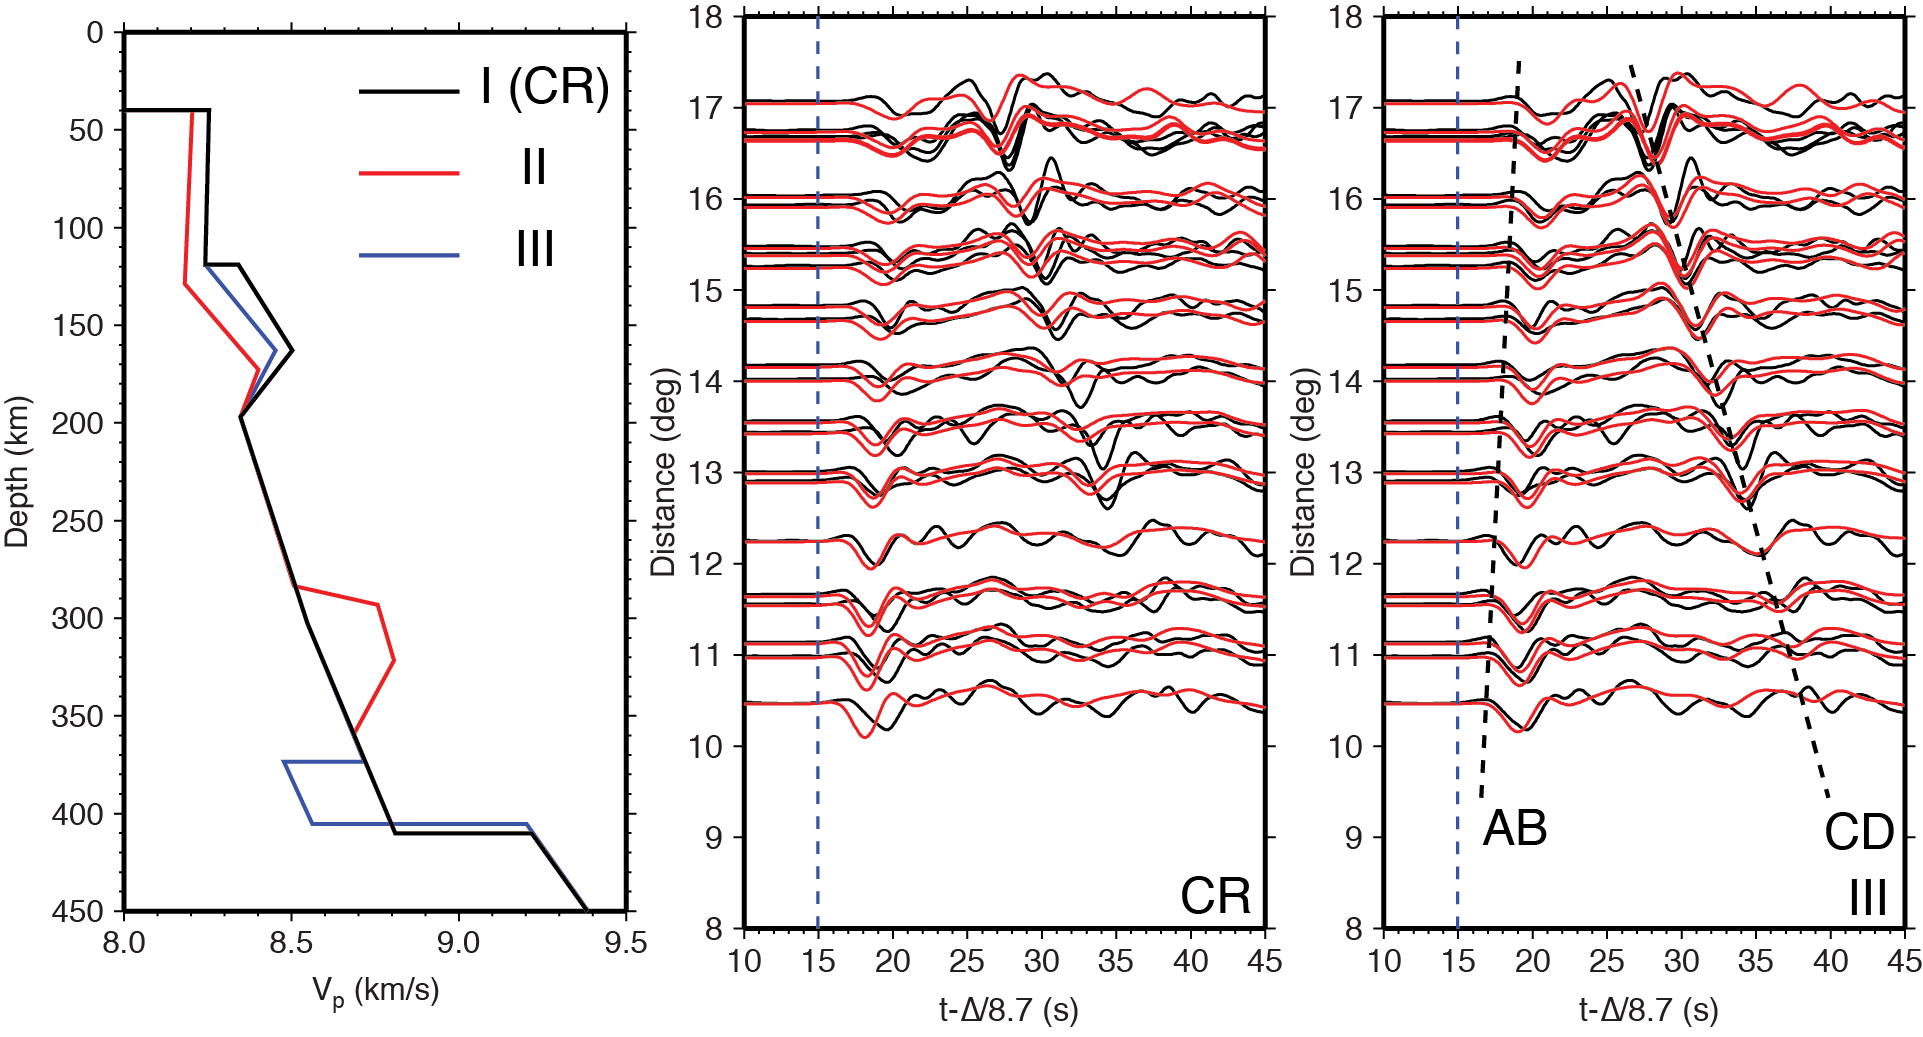 0
50
100
150
200
250
300
350
400
450
Depth (km)
8.0 8.5 9.0 9.5
Vp (km/s)
I (CR)
II
III
18
17
16
15
14
13
12
11
10
9
8
Distance (deg)
10 15 20 25 30 35 40 45
t-Δ/8.7 (s)
CR
18
17
16
15
14
13
12
11
10
9
8
Distance (deg)
10 15 20 25 30 35 40 45
t-Δ/8.7 (s)
AB
CD
III